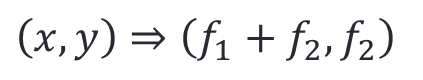 (x, y) ⇒ (f₁ + f₂, f₂)